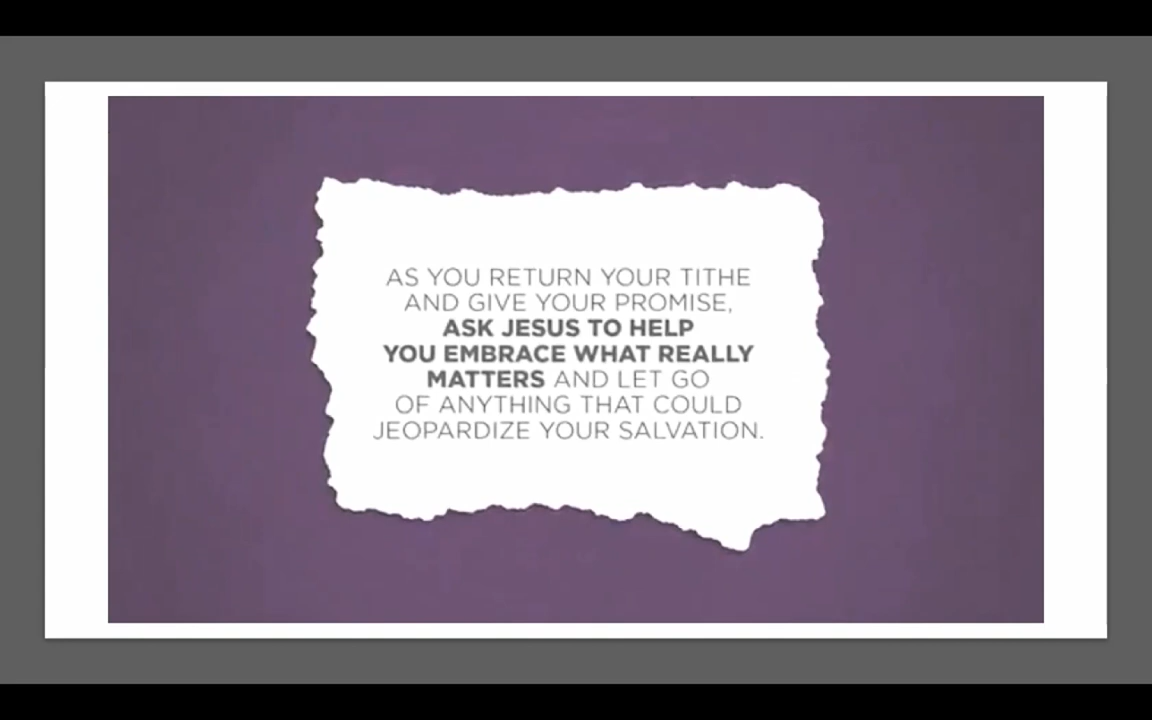 AS YOU RETURN YOUR TITHE
AND GIVE YOUR PROMISE,
ASK JESUS TO HELP
YOU EMBRACE WHAT REALLY
MATTERS AND LET GO
OF ANYTHING THAT COULD
JEOPARDIZE YOUR SALVATION.